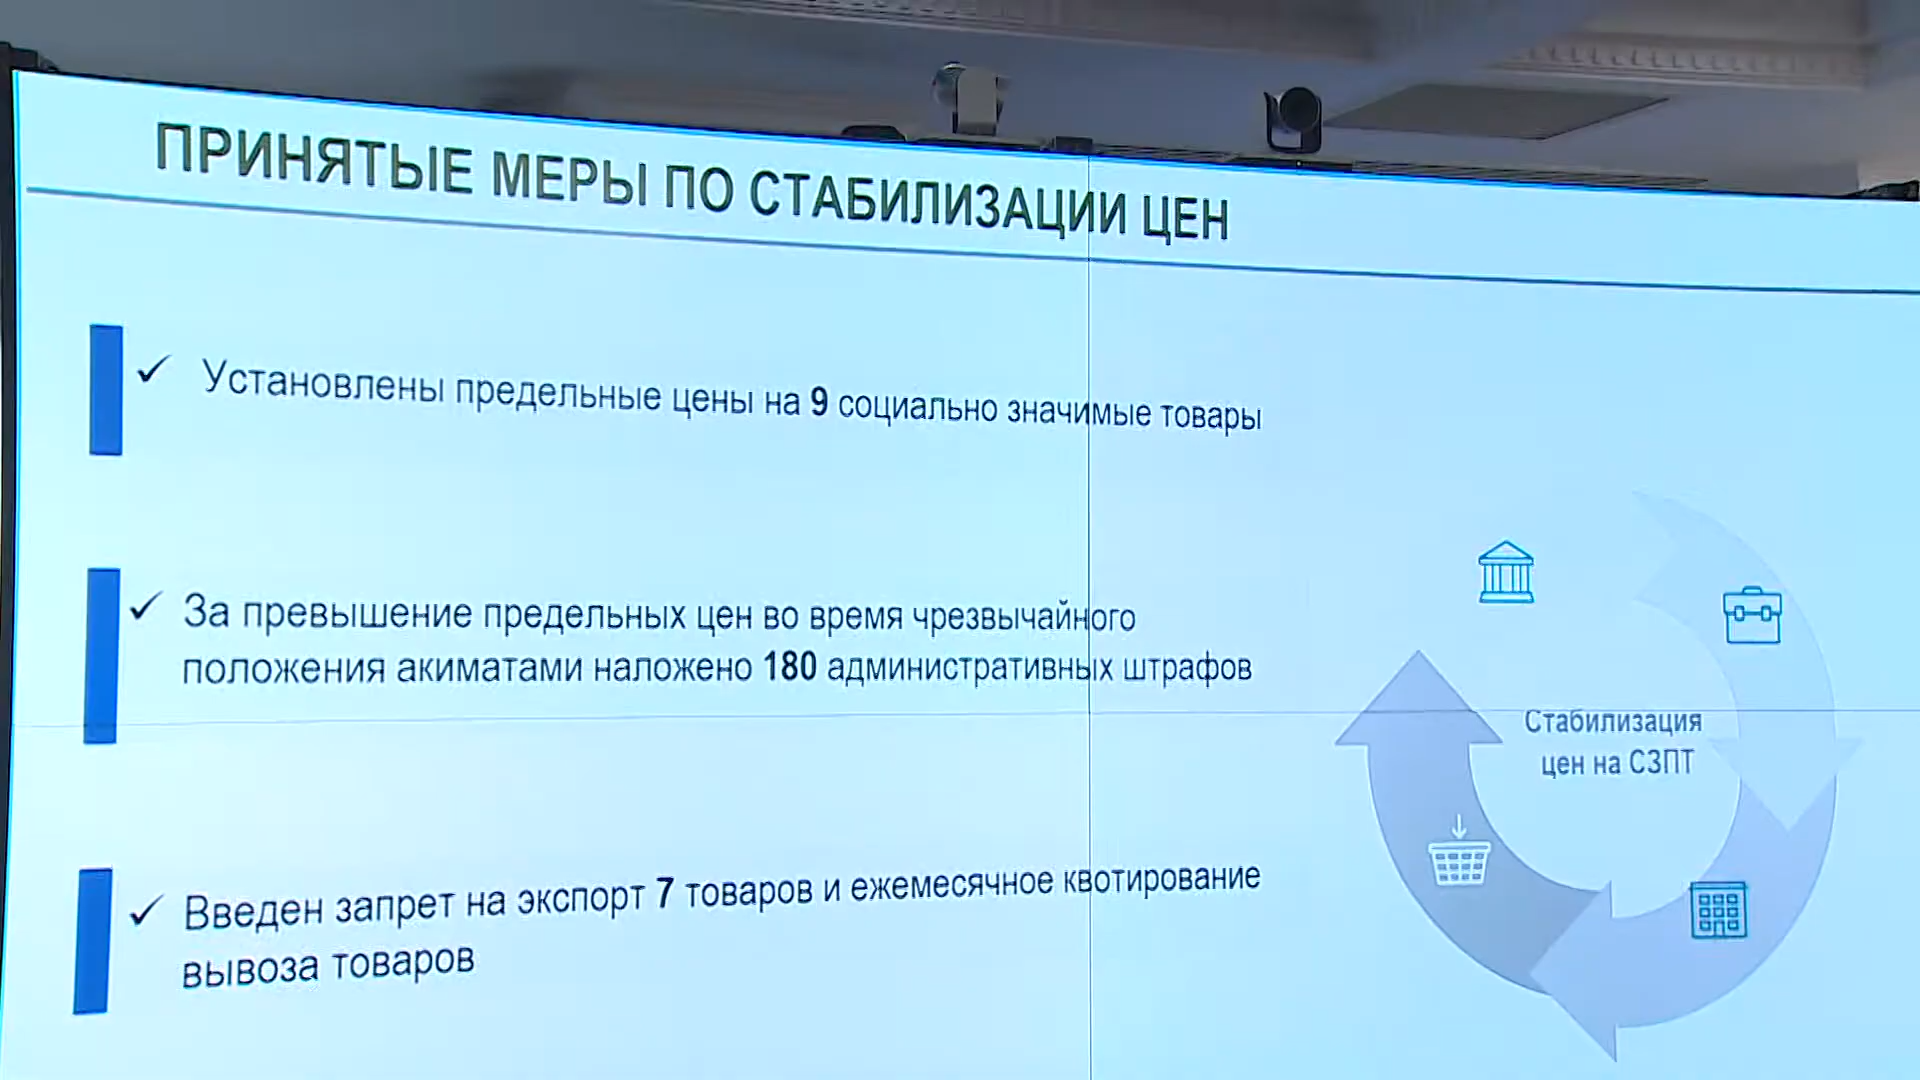 ПРИНЯТЫЕ МЕРЫ ПО СТАБИЛИЗАЦИИ ЦЕН
✓ Установлены предельные цены на 9 социально значимые товары
✓ За превышение предельных цен во время чрезвычайного
положения акиматами наложено 180 административных штрафов
✓ Введен запрет на экспорт 7 товаров и ежемесячное квотирование
вывоза товаров
Стабилизация
цен на СЗПТ